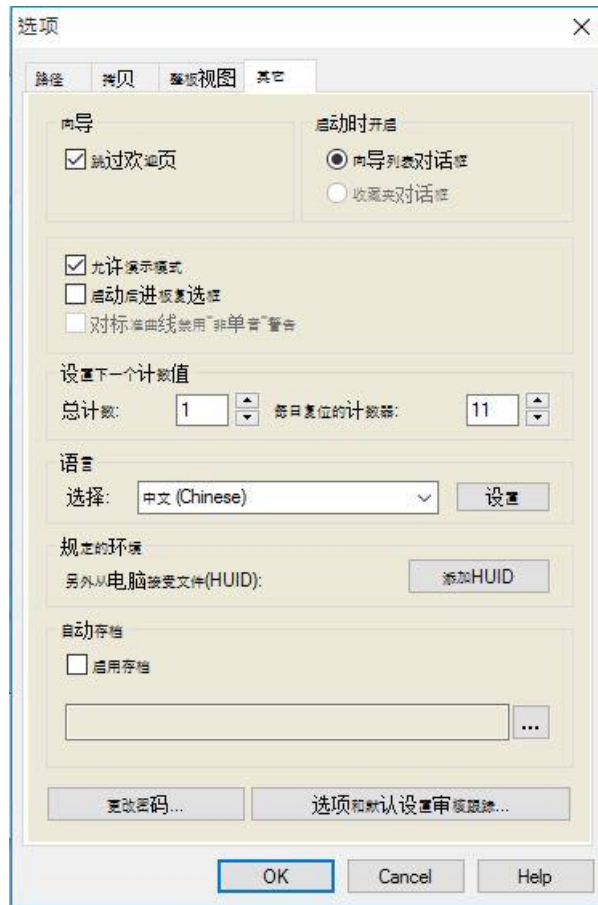 选项
路径 拷贝 整板视图 其它
向导
跳过欢迎页
启动时开启
向导列表对话框
收藏夹对话框
允许演示模式
启动后进板复选框
对标准曲线禁用"非单音"警告
设置下一个计数值
总计数: 1 每日复位的计数器: 11
语言
选择: 中文 (Chinese) 设置
规定的环境
另外从电脑接受文件(HUID): 添加HUID
自动存档
启用存档
...
更改密码... 选项和默认设置审核跟踪...
OK Cancel Help